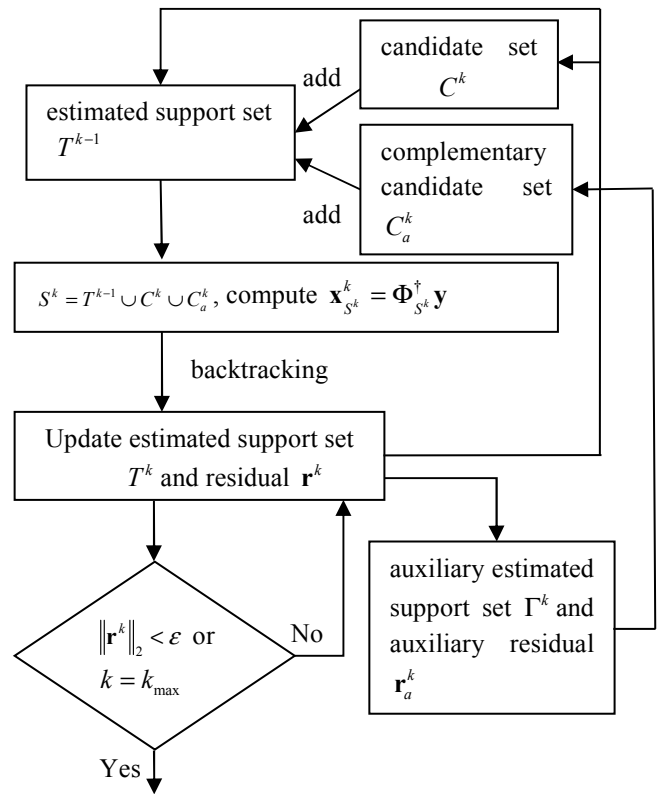 candidate set
C^k
add
estimated support set
T^{k-1}
complementary
candidate set
C_a^k
add
S^k = T^{k-1} ∪ C^k ∪ C_a^k, compute x_{S^k}^k = Φ_{S^k}^† y
backtracking
Update estimated support set
T^k and residual r^k
auxiliary estimated
support set Γ^k and
auxiliary residual
r_a^k
‖r^k‖_2 < ε or
k = k_max
No
Yes